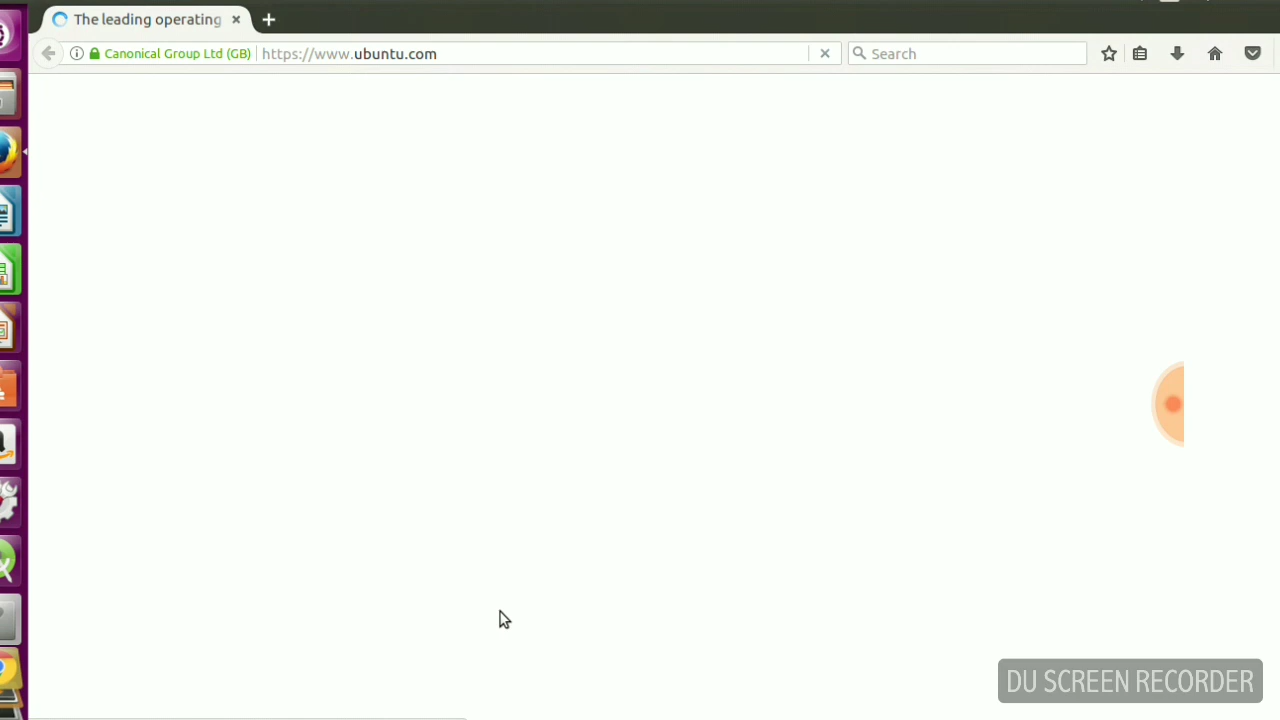 The leading operating
Canonical Group Ltd (GB) https://www.ubuntu.com Search
DU SCREEN RECORDER